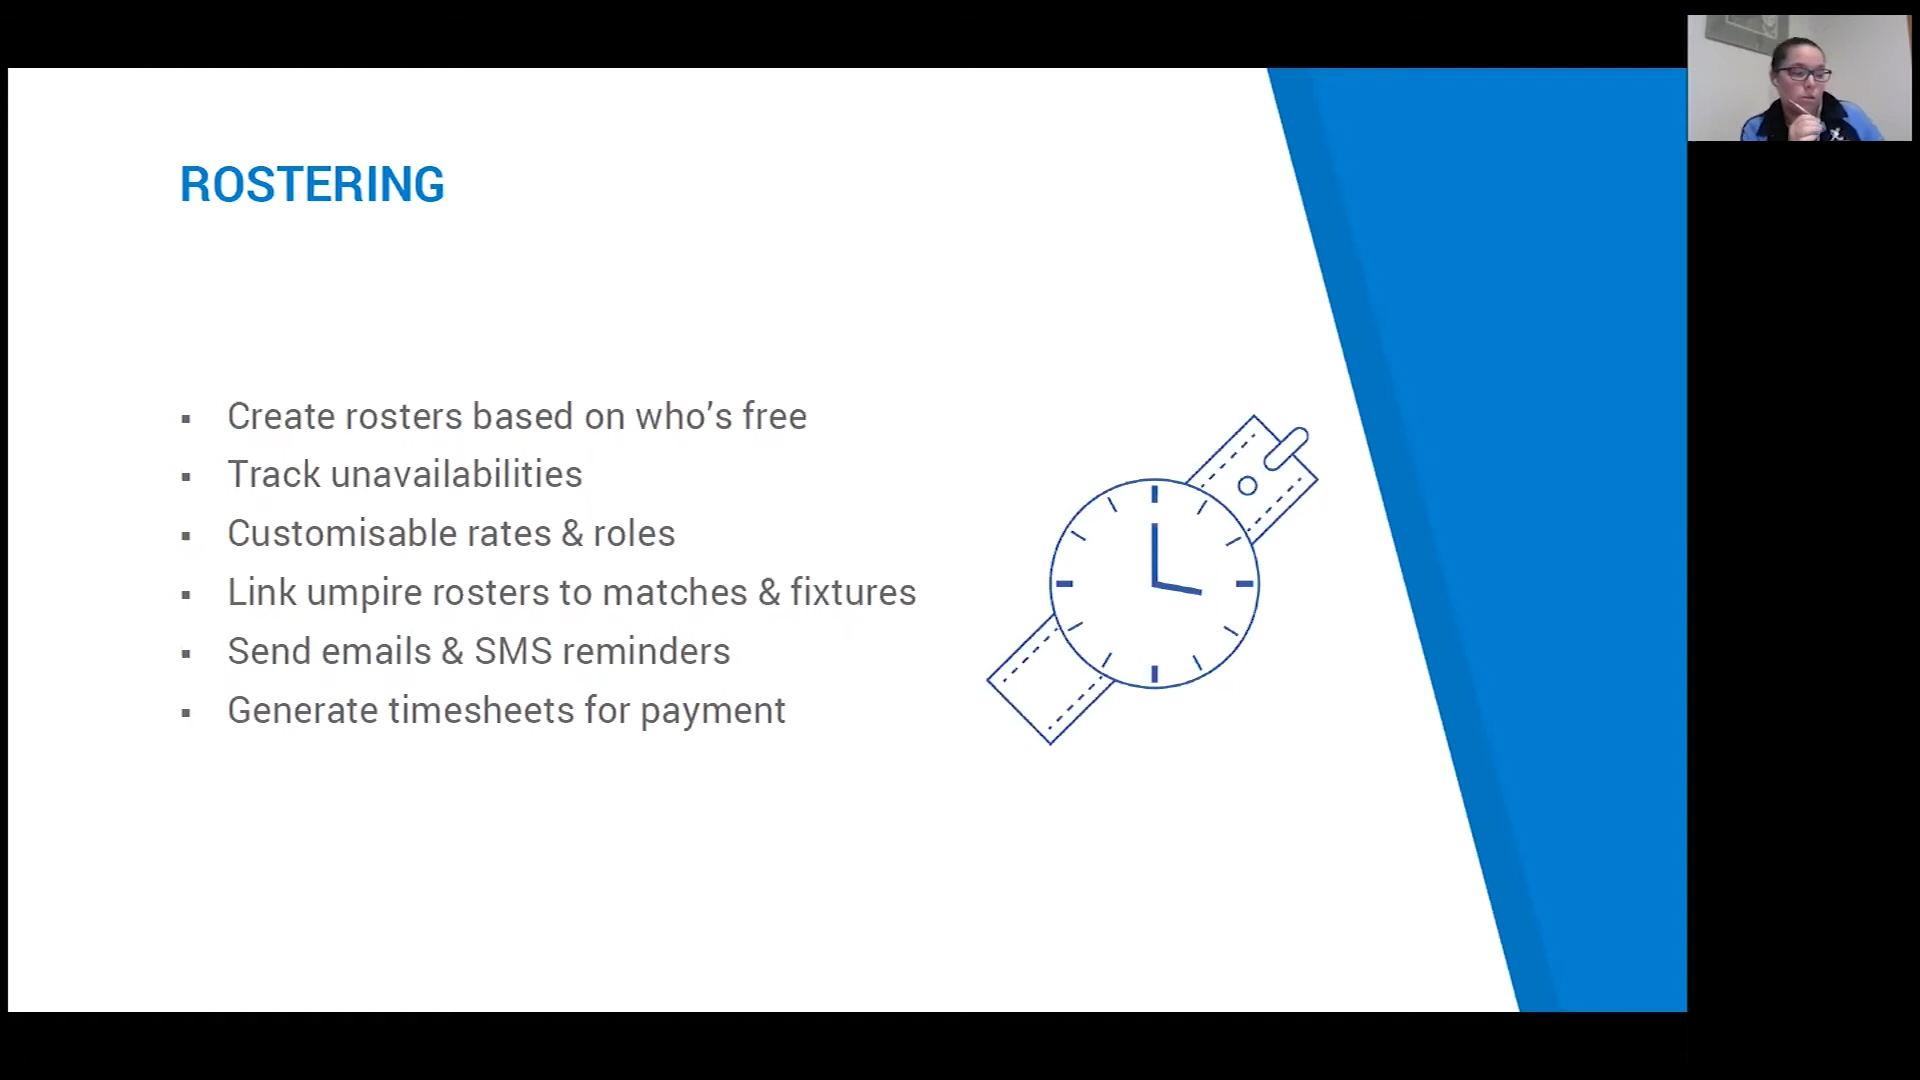 ROSTERING
▪ Create rosters based on who’s free
▪ Track unavailabilities
▪ Customisable rates & roles
▪ Link umpire rosters to matches & fixtures
▪ Send emails & SMS reminders
▪ Generate timesheets for payment